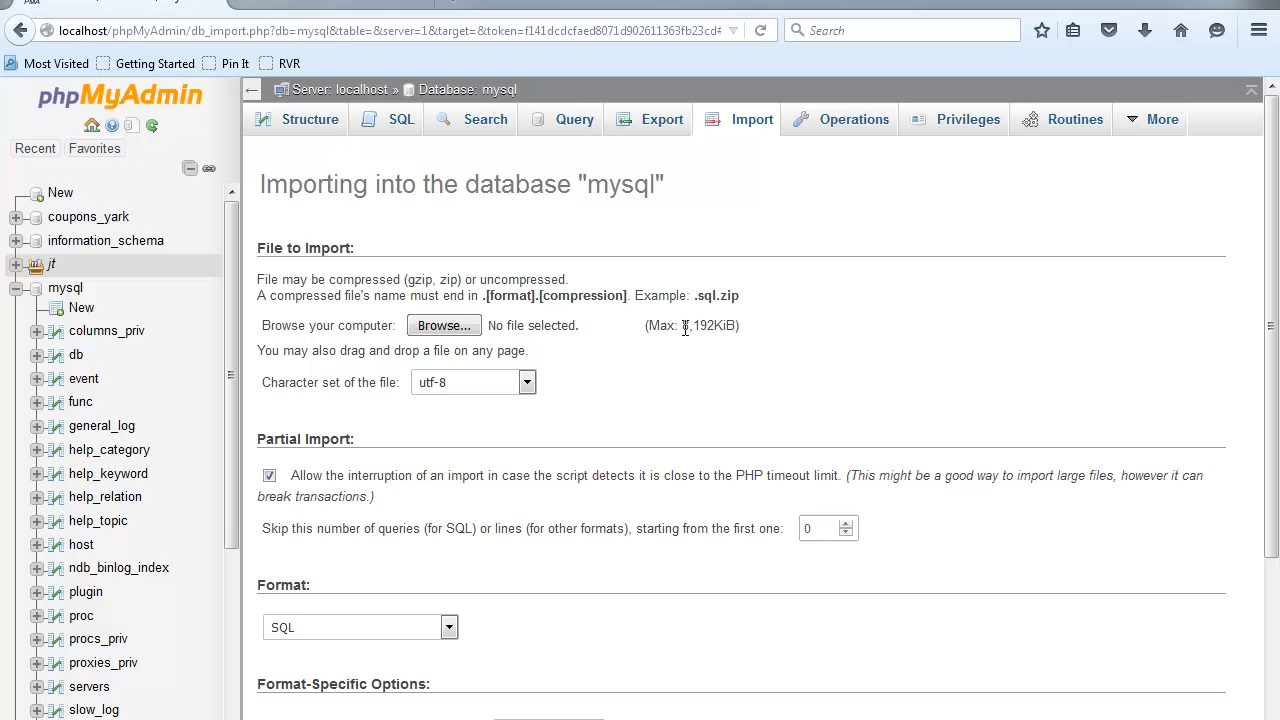 localhost/phpMyAdmin/db_import.php?db=mysql&table=&server=1&target=&token=f141dcdcfaed8071d902611363fb23cd#
Search
Most Visited Getting Started Pin It RVR
phpMyAdmin
Recent Favorites
New
coupons_yark
information_schema
jt
mysql
New
columns_priv
db
event
func
general_log
help_category
help_keyword
help_relation
help_topic
host
ndb_binlog_index
plugin
proc
procs_priv
proxies_priv
servers
slow_log
Server: localhost » Database: mysql
Structure SQL Search Query Export Import Operations Privileges Routines More
Importing into the database "mysql"
File to Import:
File may be compressed (gzip, zip) or uncompressed.
A compressed file's name must end in .[format].[compression]. Example: .sql.zip
Browse your computer: Browse... No file selected. (Max: ,192KiB)
You may also drag and drop a file on any page.
Character set of the file: utf-8
Partial Import:
Allow the interruption of an import in case the script detects it is close to the PHP timeout limit. (This might be a good way to import large files, however it can
break transactions.)
Skip this number of queries (for SQL) or lines (for other formats), starting from the first one: 0
Format:
SQL
Format-Specific Options: